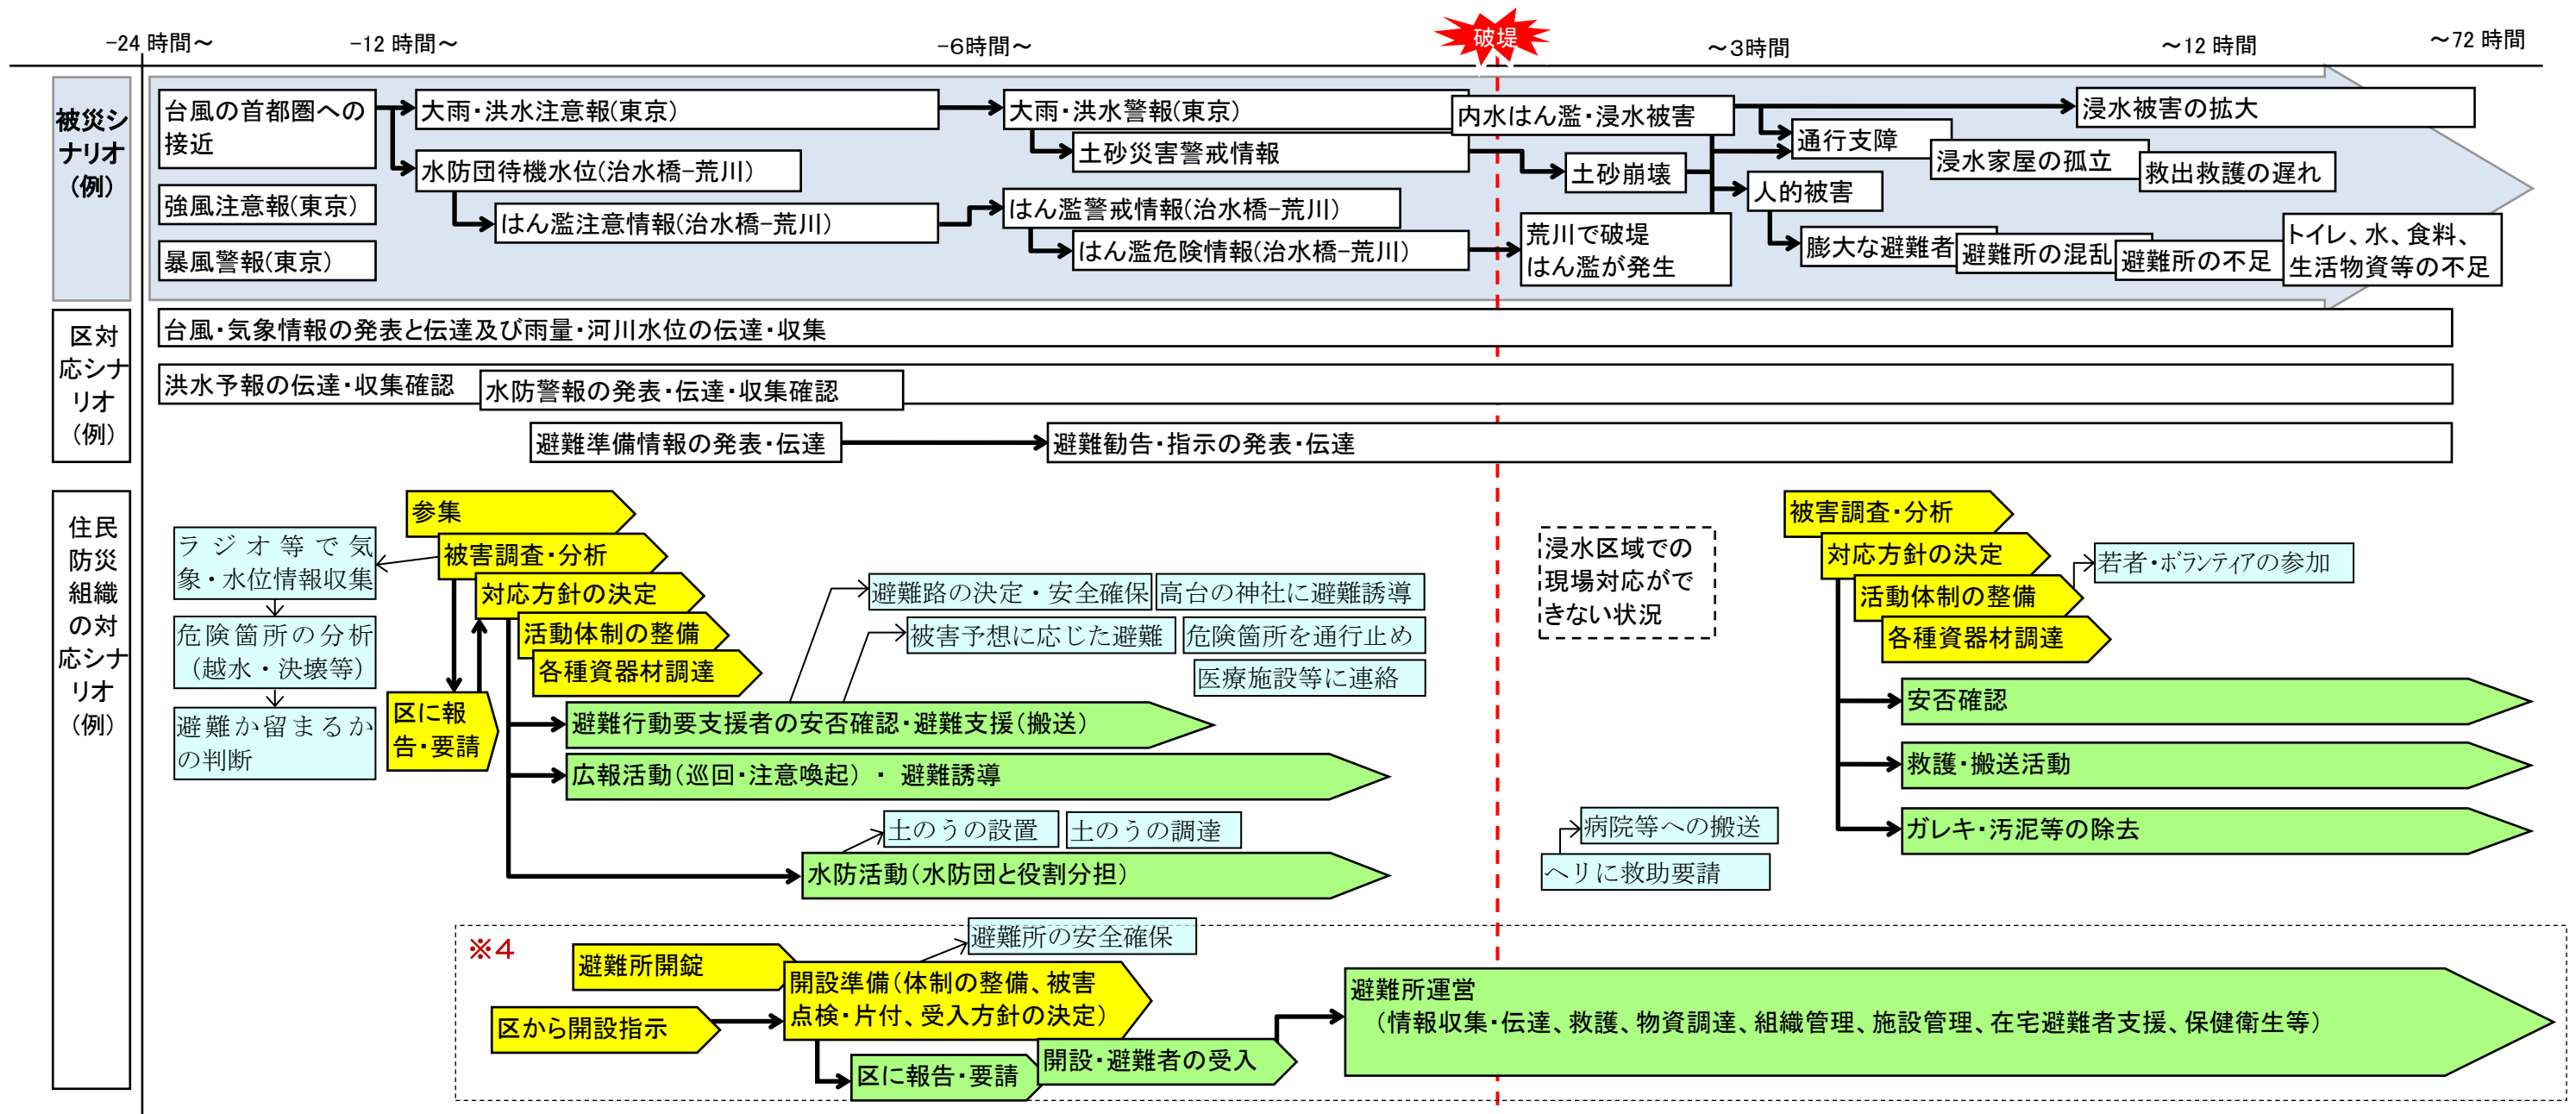 -24 時間～
-12 時間～
-6時間～
破堤
～3時間
～12 時間
～72 時間
被災シ
ナリオ
(例)
台風の首都圏への
接近
強風注意報(東京)
暴風警報(東京)
大雨・洪水注意報(東京)
水防団待機水位(治水橋-荒川)
はん濫注意情報(治水橋-荒川)
大雨・洪水警報(東京)
土砂災害警戒情報
はん濫警戒情報(治水橋-荒川)
はん濫危険情報(治水橋-荒川)
内水はん濫・浸水被害
土砂崩壊
荒川で破堤
はん濫が発生
浸水被害の拡大
通行支障
浸水家屋の孤立
救出救護の遅れ
人的被害
膨大な避難者
避難所の混乱
避難所の不足
トイレ、水、食料、
生活物資等の不足
区対
応シナ
リオ
(例)
台風・気象情報の発表と伝達及び雨量・河川水位の伝達・収集
洪水予報の伝達・収集確認
水防警報の発表・伝達・収集確認
避難準備情報の発表・伝達
避難勧告・指示の発表・伝達
住民
防災
組織
の対
応シナ
リオ
(例)
ラジオ等で気
象・水位情報収集
危険箇所の分析
（越水・決壊等）
避難か留まるか
の判断
参集
被害調査・分析
対応方針の決定
活動体制の整備
各種資器材調達
区に報
告・要請
避難路の決定・安全確保
高台の神社に避難誘導
被害予想に応じた避難
危険箇所を通行止め
医療施設等に連絡
避難行動要支援者の安否確認・避難支援(搬送)
広報活動(巡回・注意喚起) ・ 避難誘導
土のうの設置
土のうの調達
水防活動(水防団と役割分担)
浸水区域での
現場対応がで
きない状況
病院等への搬送
ヘリに救助要請
被害調査・分析
対応方針の決定
活動体制の整備
各種資器材調達
若者・ボランティアの参加
安否確認
救護・搬送活動
ガレキ・汚泥等の除去
※4
避難所の安全確保
避難所開錠
区から開設指示
開設準備(体制の整備、被害
点検・片付、受入方針の決定)
区に報告・要請
開設・避難者の受入
避難所運営
(情報収集・伝達、救護、物資調達、組織管理、施設管理、在宅避難者支援、保健衛生等)